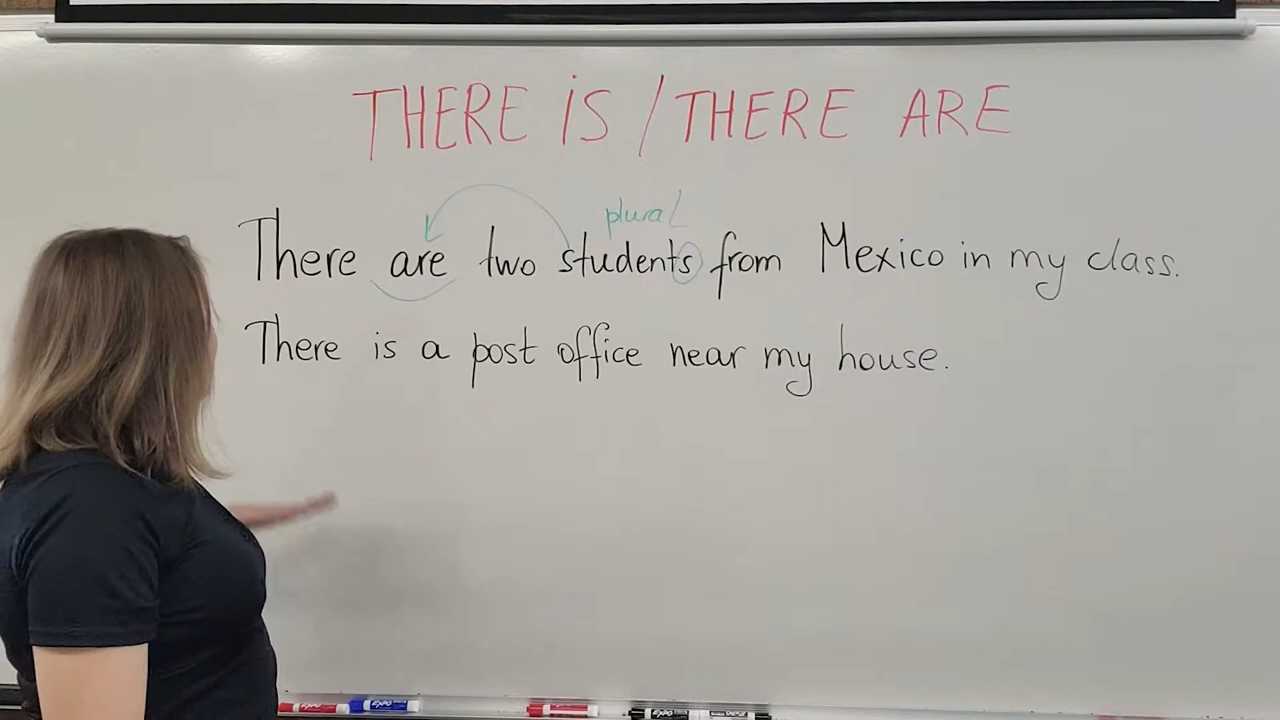 THERE IS / THERE ARE
plural
There are two students from Mexico in my class.
There is a post office near my house.